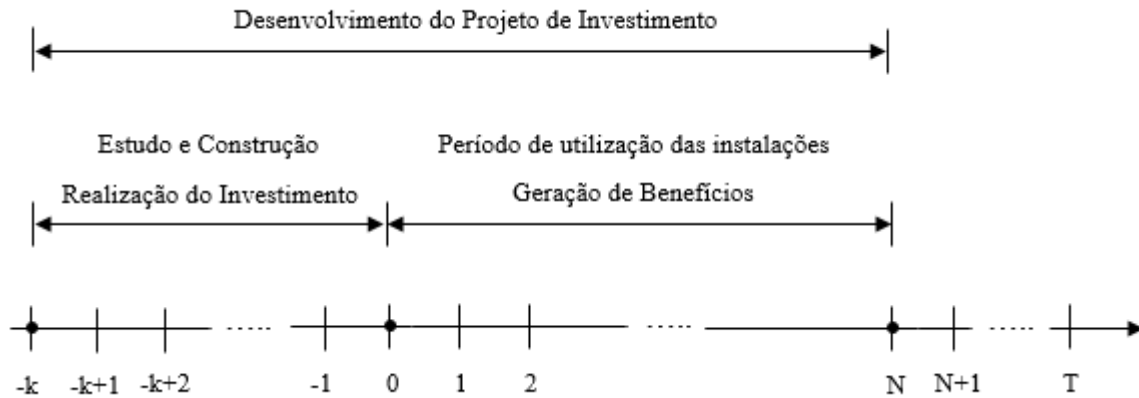 Desenvolvimento do Projeto de Investimento
Estudo e Construção
Período de utilização das instalações
Realização do Investimento
Geração de Benefícios
-k -k+1 -k+2 ..... -1 0 1 2 ..... N N+1 ..... T